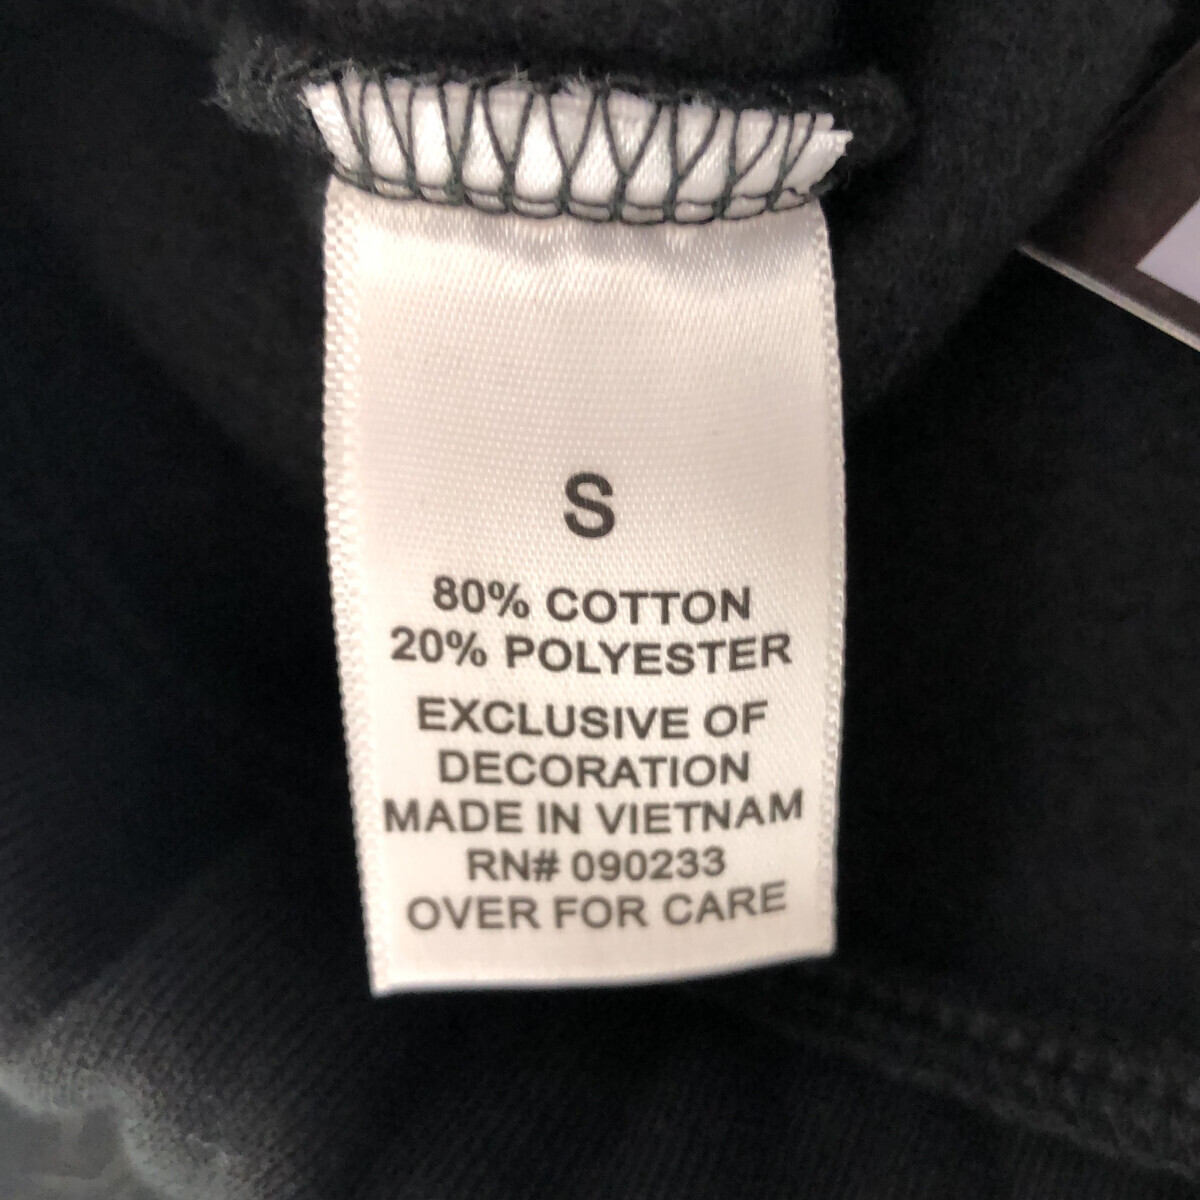 S
80% COTTON
20% POLYESTER
EXCLUSIVE OF
DECORATION
MADE IN VIETNAM
RN# 090233
OVER FOR CARE